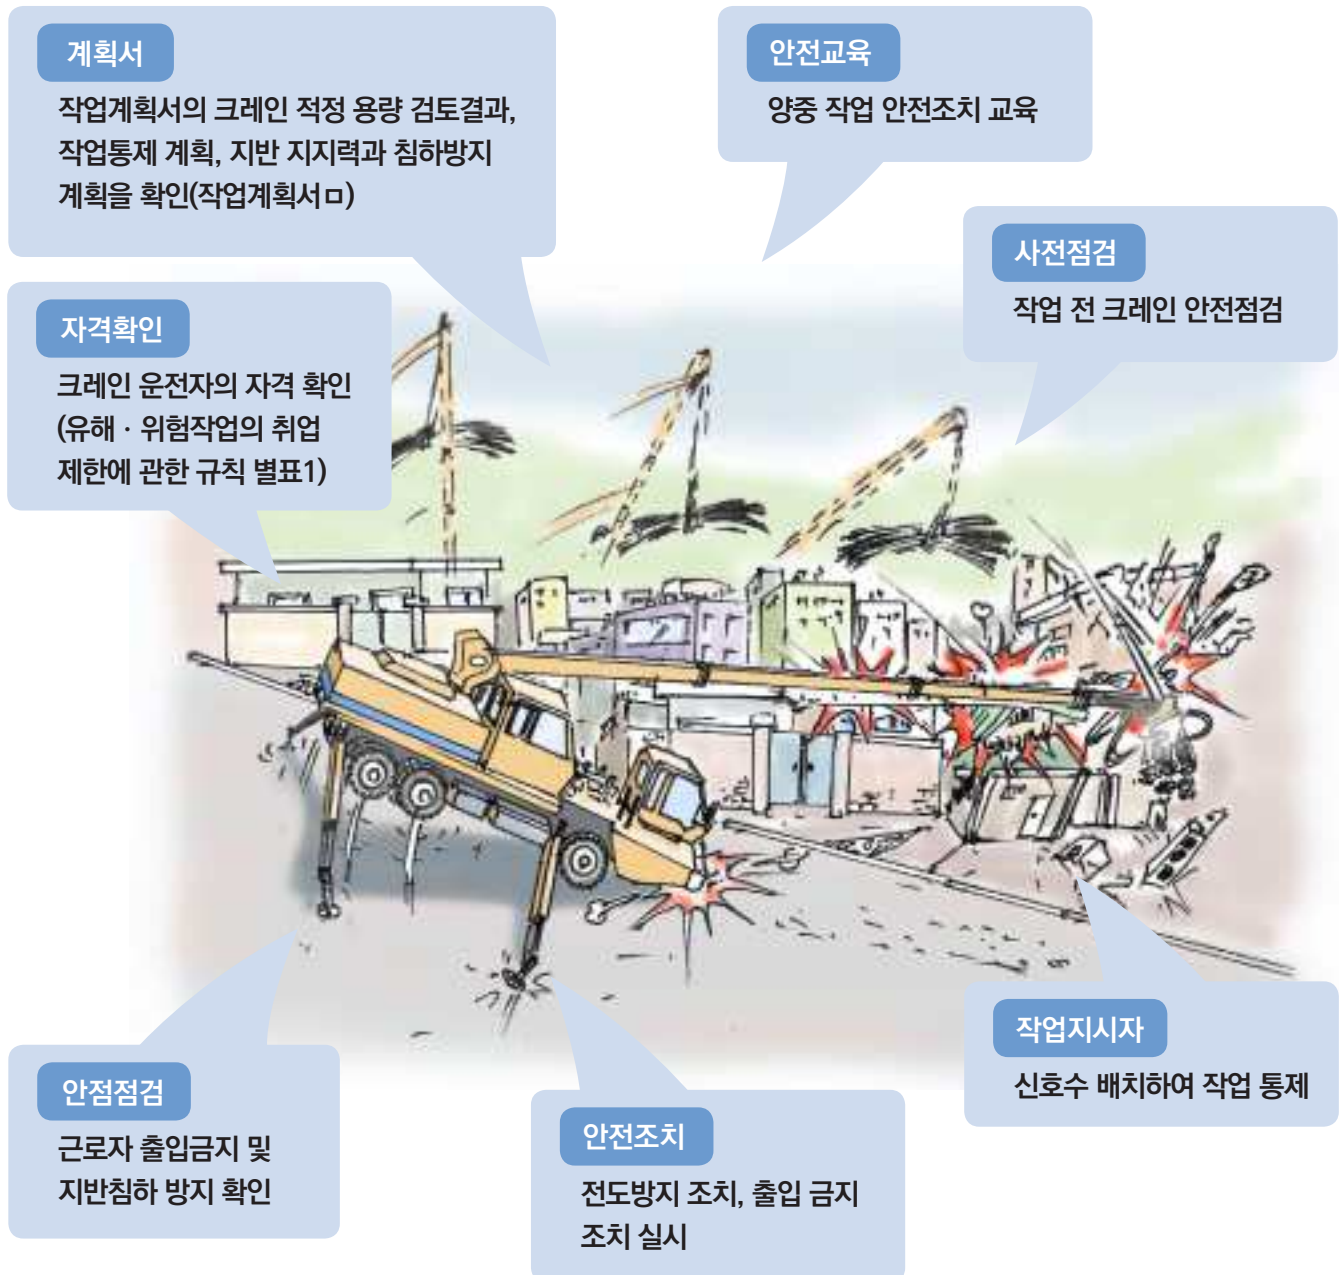 계획서
작업계획서의 크레인 적정 용량 검토결과,
작업통제 계획, 지반 지지력과 침하방지
계획을 확인(작업계획서ㅁ)
안전교육
양중 작업 안전조치 교육
사전점검
작업 전 크레인 안전점검
자격확인
크레인 운전자의 자격 확인
(유해 · 위험작업의 취업
제한에 관한 규칙 별표1)
작업지시자
신호수 배치하여 작업 통제
안점점검
근로자 출입금지 및
지반침하 방지 확인
안전조치
전도방지 조치, 출입 금지
조치 실시